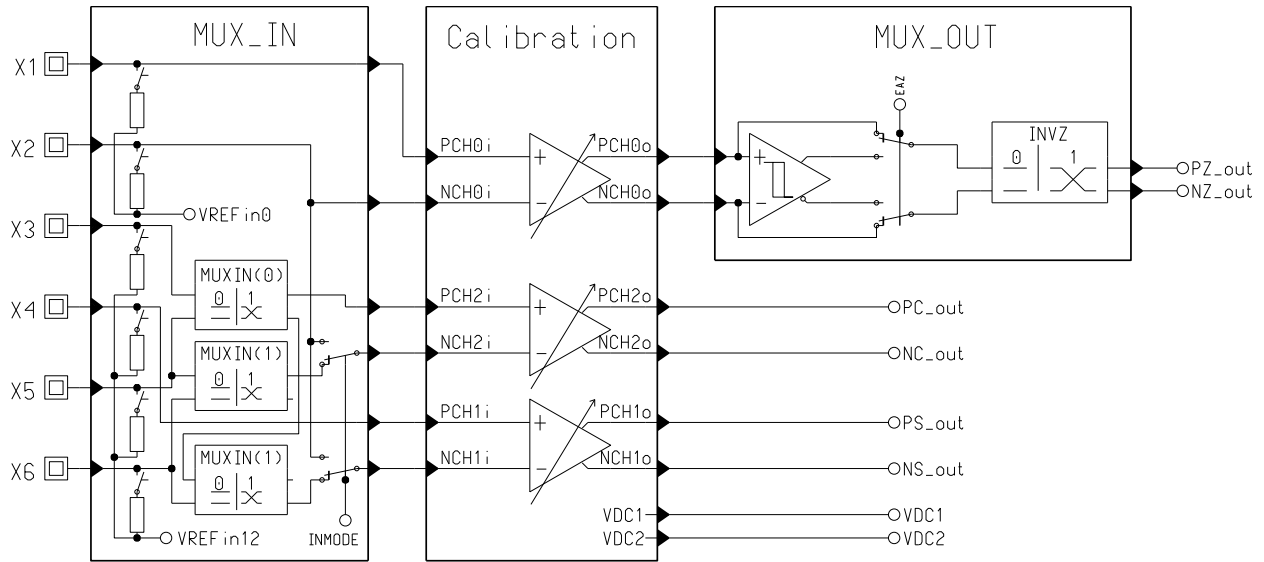 MUX_IN
Calibration
MUX_OUT
X1
EAZ
INVZ
0 1
X2
PCH0i
+
PCH0o
+
PZ_out
NCH0i
-
NCH0o
-
NZ_out
VREFin0
X3
MUXIN(0)
0 1
X4
PCH2i
+
PCH2o
PC_out
MUXIN(1)
0 1
NCH2i
-
NCH2o
NC_out
X5
PCH1i
+
PCH1o
PS_out
X6
MUXIN(1)
0 1
NCH1i
-
NCH1o
NS_out
VDC1
VDC1
VREFin12
INMODE
VDC2
VDC2